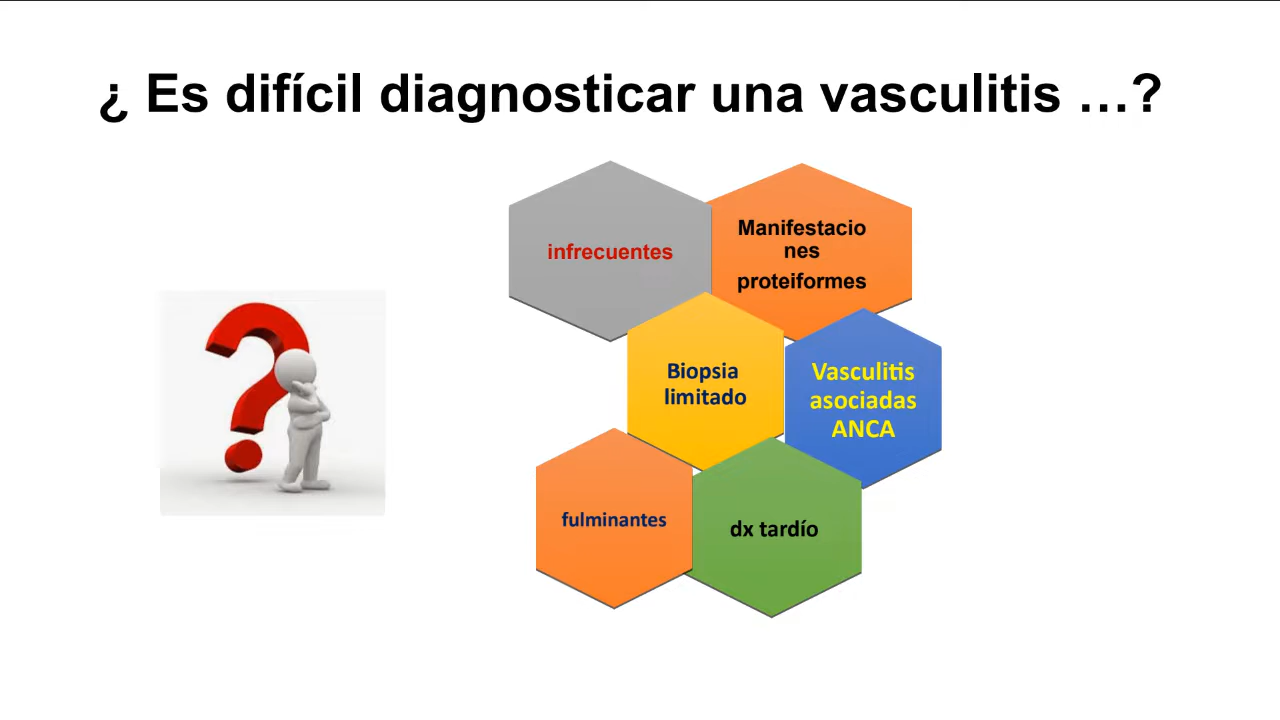 ¿ Es difícil diagnosticar una vasculitis …?
infrecuentes
Manifestacio
nes
proteiformes
Biopsia
limitado
Vasculitis
asociadas
ANCA
fulminantes
dx tardío